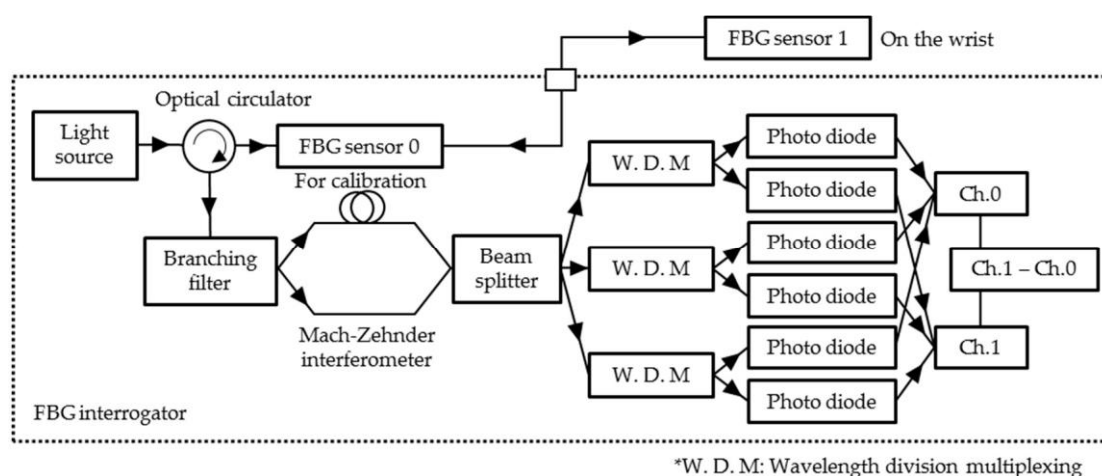 FBG sensor 1
On the wrist
Optical circulator
Light
source
FBG sensor 0
For calibration
Branching
filter
Mach-Zehnder
interferometer
Beam
splitter
W. D. M
W. D. M
W. D. M
Photo diode
Photo diode
Photo diode
Photo diode
Photo diode
Photo diode
Ch.0
Ch.1 – Ch.0
Ch.1
FBG interrogator
*W. D. M: Wavelength division multiplexing